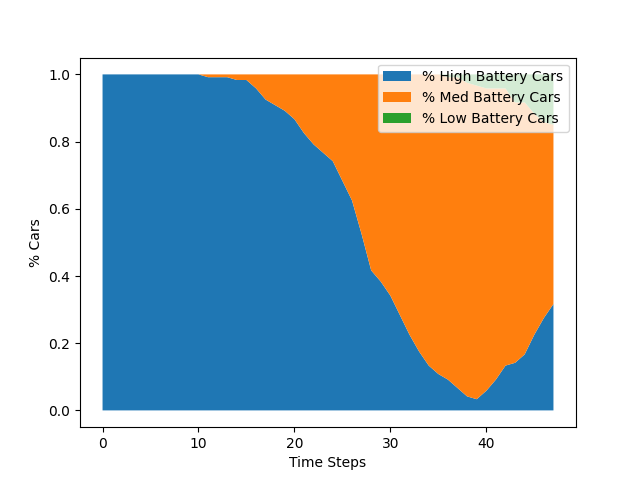 % High Battery Cars
% Med Battery Cars
% Low Battery Cars
1.0
0.8
0.6
0.4
0.2
0.0
% Cars
0 10 20 30 40
Time Steps